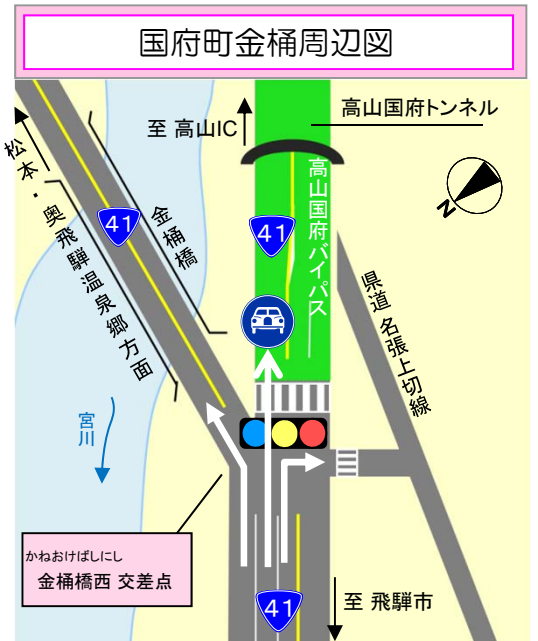 国府町金桶周辺図
至 高山IC
高山国府トンネル
松本・奥飛騨温泉郷方面
41
金桶橋
41
高山国府バイパス
N
県道 名張上切線
宮川
かねおけばしにし
金桶橋西 交差点
41
至 飛騨市